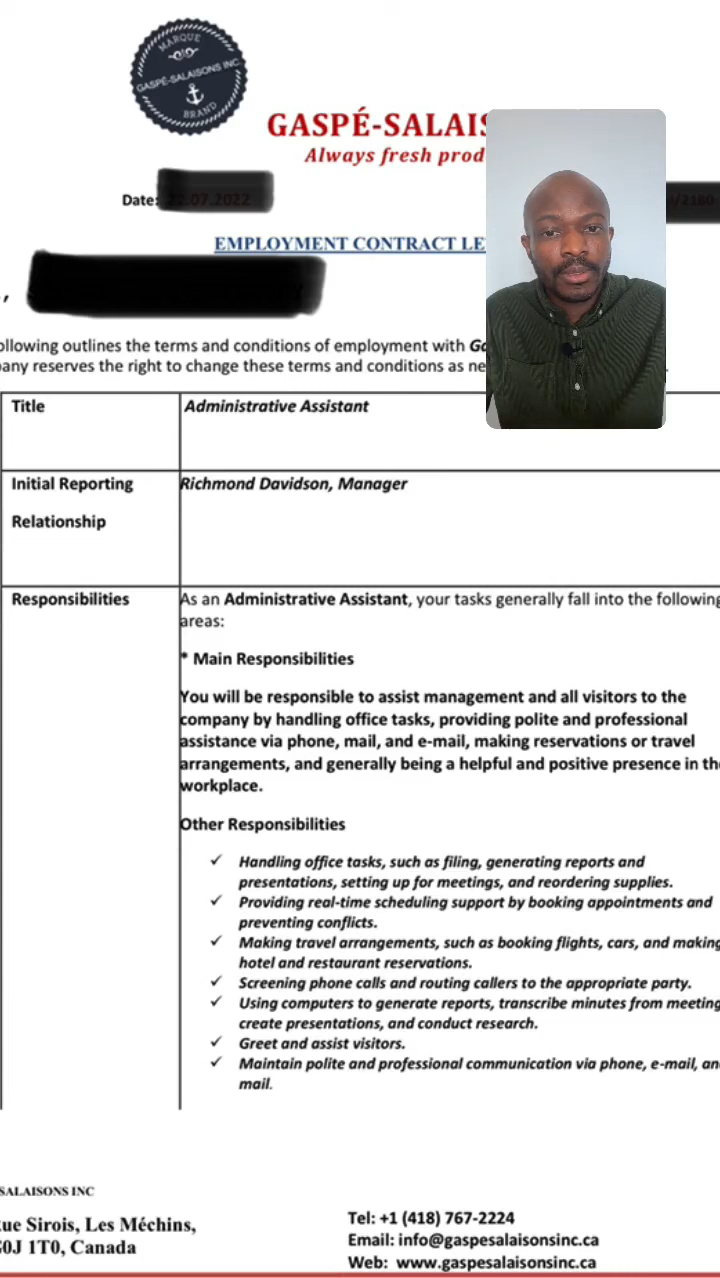 MARQUE
GASPÉ-SALAISONS INC
BRAND
GASPÉ-SALAIS
Always fresh prod
Date: 22.07.2022
/2180
EMPLOYMENT CONTRACT LE
,
ollowing outlines the terms and conditions of employment with Ga
pany reserves the right to change these terms and conditions as ne
Title
Administrative Assistant
Initial Reporting
Relationship
Richmond Davidson, Manager
Responsibilities
As an Administrative Assistant, your tasks generally fall into the following
areas:
* Main Responsibilities
You will be responsible to assist management and all visitors to the
company by handling office tasks, providing polite and professional
assistance via phone, mail, and e-mail, making reservations or travel
arrangements, and generally being a helpful and positive presence in the
workplace.
Other Responsibilities
✓ Handling office tasks, such as filing, generating reports and
presentations, setting up for meetings, and reordering supplies.
✓ Providing real-time scheduling support by booking appointments and
preventing conflicts.
✓ Making travel arrangements, such as booking flights, cars, and making
hotel and restaurant reservations.
✓ Screening phone calls and routing callers to the appropriate party.
✓ Using computers to generate reports, transcribe minutes from meeting
create presentations, and conduct research.
✓ Greet and assist visitors.
✓ Maintain polite and professional communication via phone, e-mail, and
mail.
SALAISONS INC
Rue Sirois, Les Méchins,
G0J 1T0, Canada
Tel: +1 (418) 767-2224
Email: info@gaspesalaisonsinc.ca
Web: www.gaspesalaisonsinc.ca